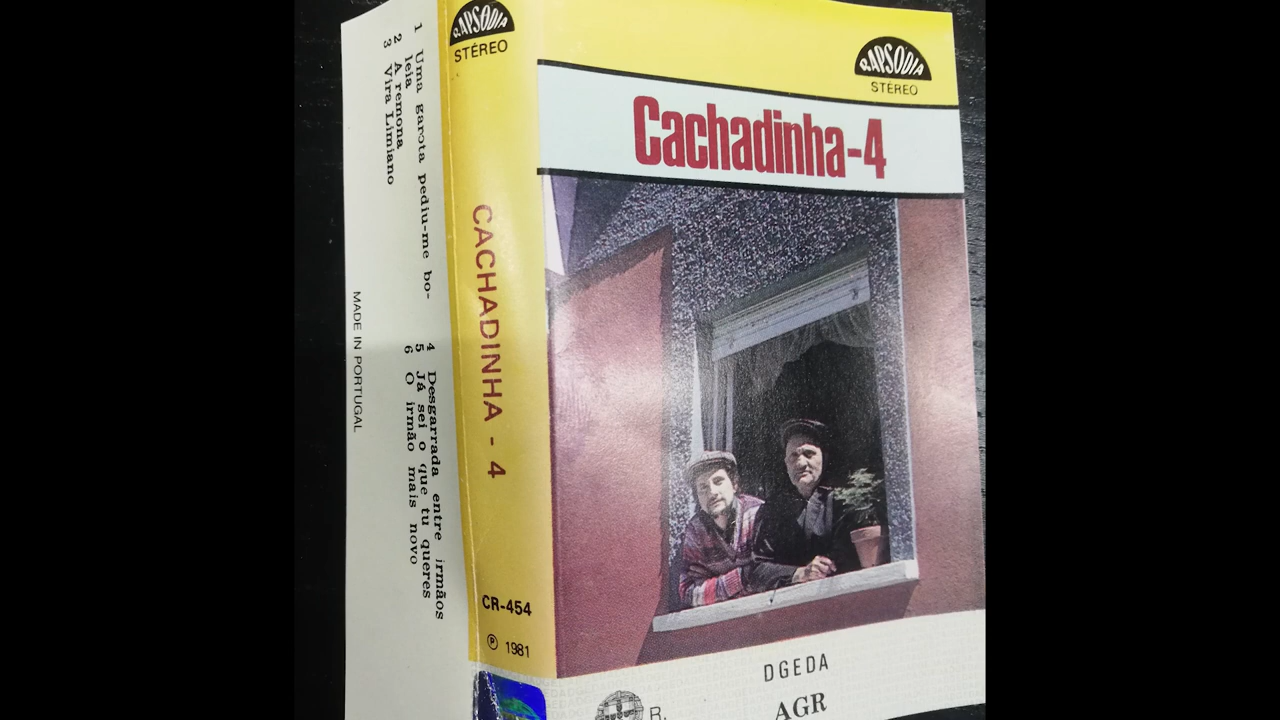 1 Uma garota pediu-me bo-
leia
2 A remona
3 Vira Limiano
4 Desgarrada entre irmãos
5 Já sei o que tu queres
6 O irmão mais novo
MADE IN PORTUGAL
RAPSÓDIA
STÉREO
CACHADINHA - 4
CR-454
℗ 1981
RAPSÓDIA
STÉREO
Cachadinha-4
DGEDA
R.
AGR